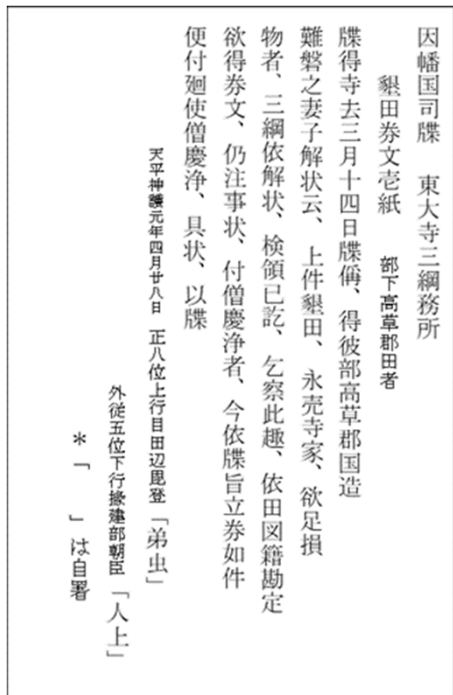 因幡国司牒　東大寺三綱務所
墾田券文壱紙　部下高草郡田者
牒得寺去三月十四日牒偁、得彼部高草郡国造
難磐之妻子解状云、上件墾田、永売寺家、欲足損
物者、三綱依解状、検領已訖、乞察此趣、依田図籍勘定
欲得券文、仍注事状、付僧慶浄者、今依牒旨立券如件
便付廻使僧慶浄、具状、以牒
天平神護元年四月廿八日　正八位上行目田辺毘登「弟虫」
外従五位下行掾建部朝臣「人上」
＊「　」は自署